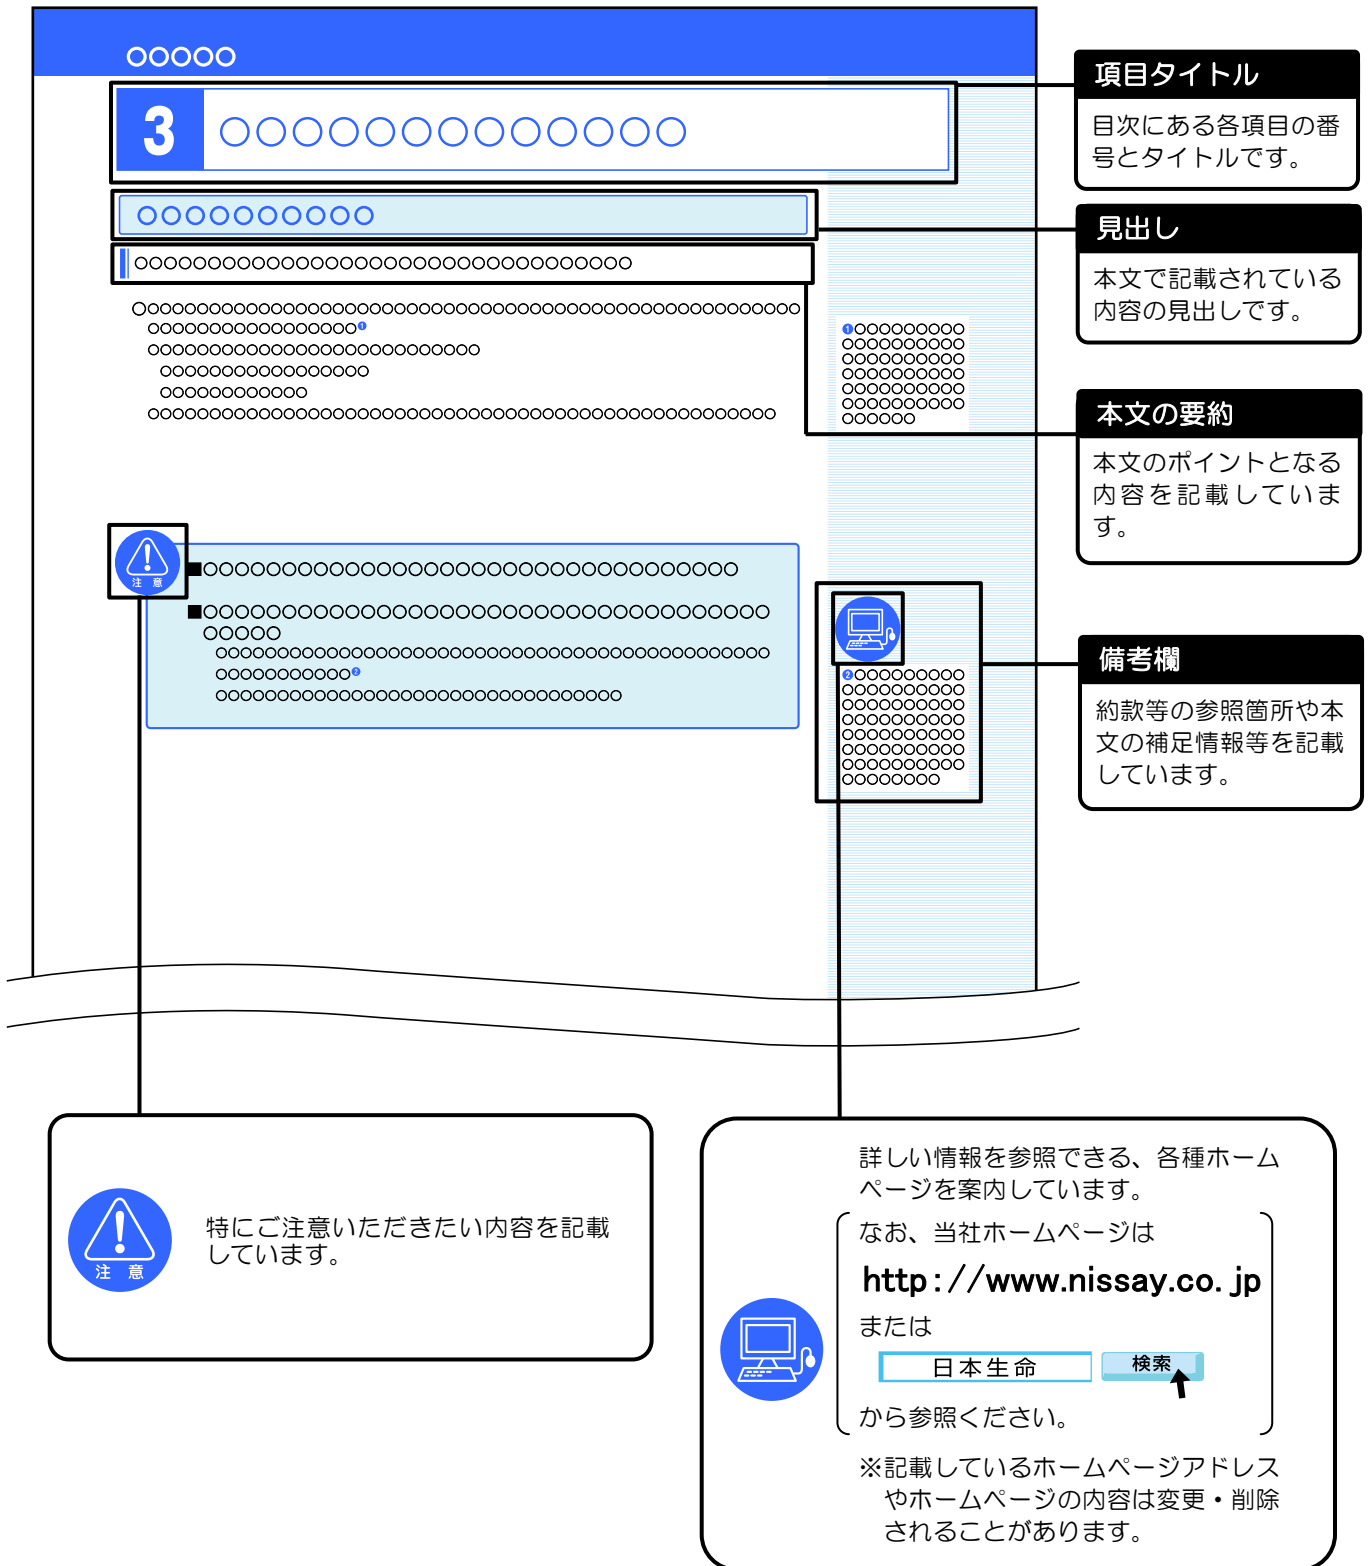 ○○○○○
3 ○○○○○○○○○○○○○
○○○○○○○○○○
項目タイトル
目次にある各項目の番
号とタイトルです。
見出し
本文で記載されている
内容の見出しです。
本文の要約
本文のポイントとなる
内容を記載していま
す。
注 意
備考欄
約款等の参照箇所や本
文の補足情報等を記載
しています。
注 意
特にご注意いただきたい内容を記載
しています。
詳しい情報を参照できる、各種ホーム
ページを案内しています。
なお、当社ホームページは
http://www.nissay.co.jp
または
日本生命 検索
から参照ください。
※記載しているホームページアドレス
やホームページの内容は変更・削除
されることがあります。